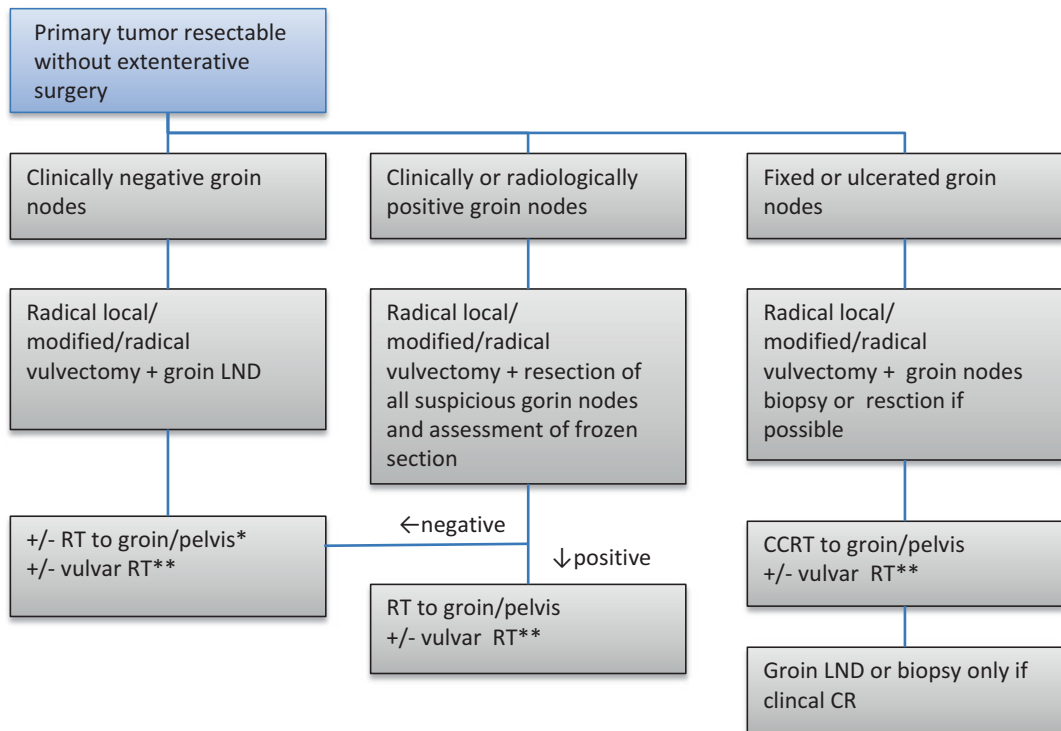 Primary tumor resectable
without extenterative
surgery
Clinically negative groin
nodes
Clinically or radiologically
positive groin nodes
Fixed or ulcerated groin
nodes
Radical local/
modified/radical
vulvectomy + groin LND
Radical local/
modified/radical
vulvectomy + resection of
all suspicious gorin nodes
and assessment of frozen
section
Radical local/
modified/radical
vulvectomy + groin nodes
biopsy or resction if
possible
+/- RT to groin/pelvis*
+/- vulvar RT**
←negative
↓positive
RT to groin/pelvis
+/- vulvar RT**
CCRT to groin/pelvis
+/- vulvar RT**
Groin LND or biopsy only if
clincal CR